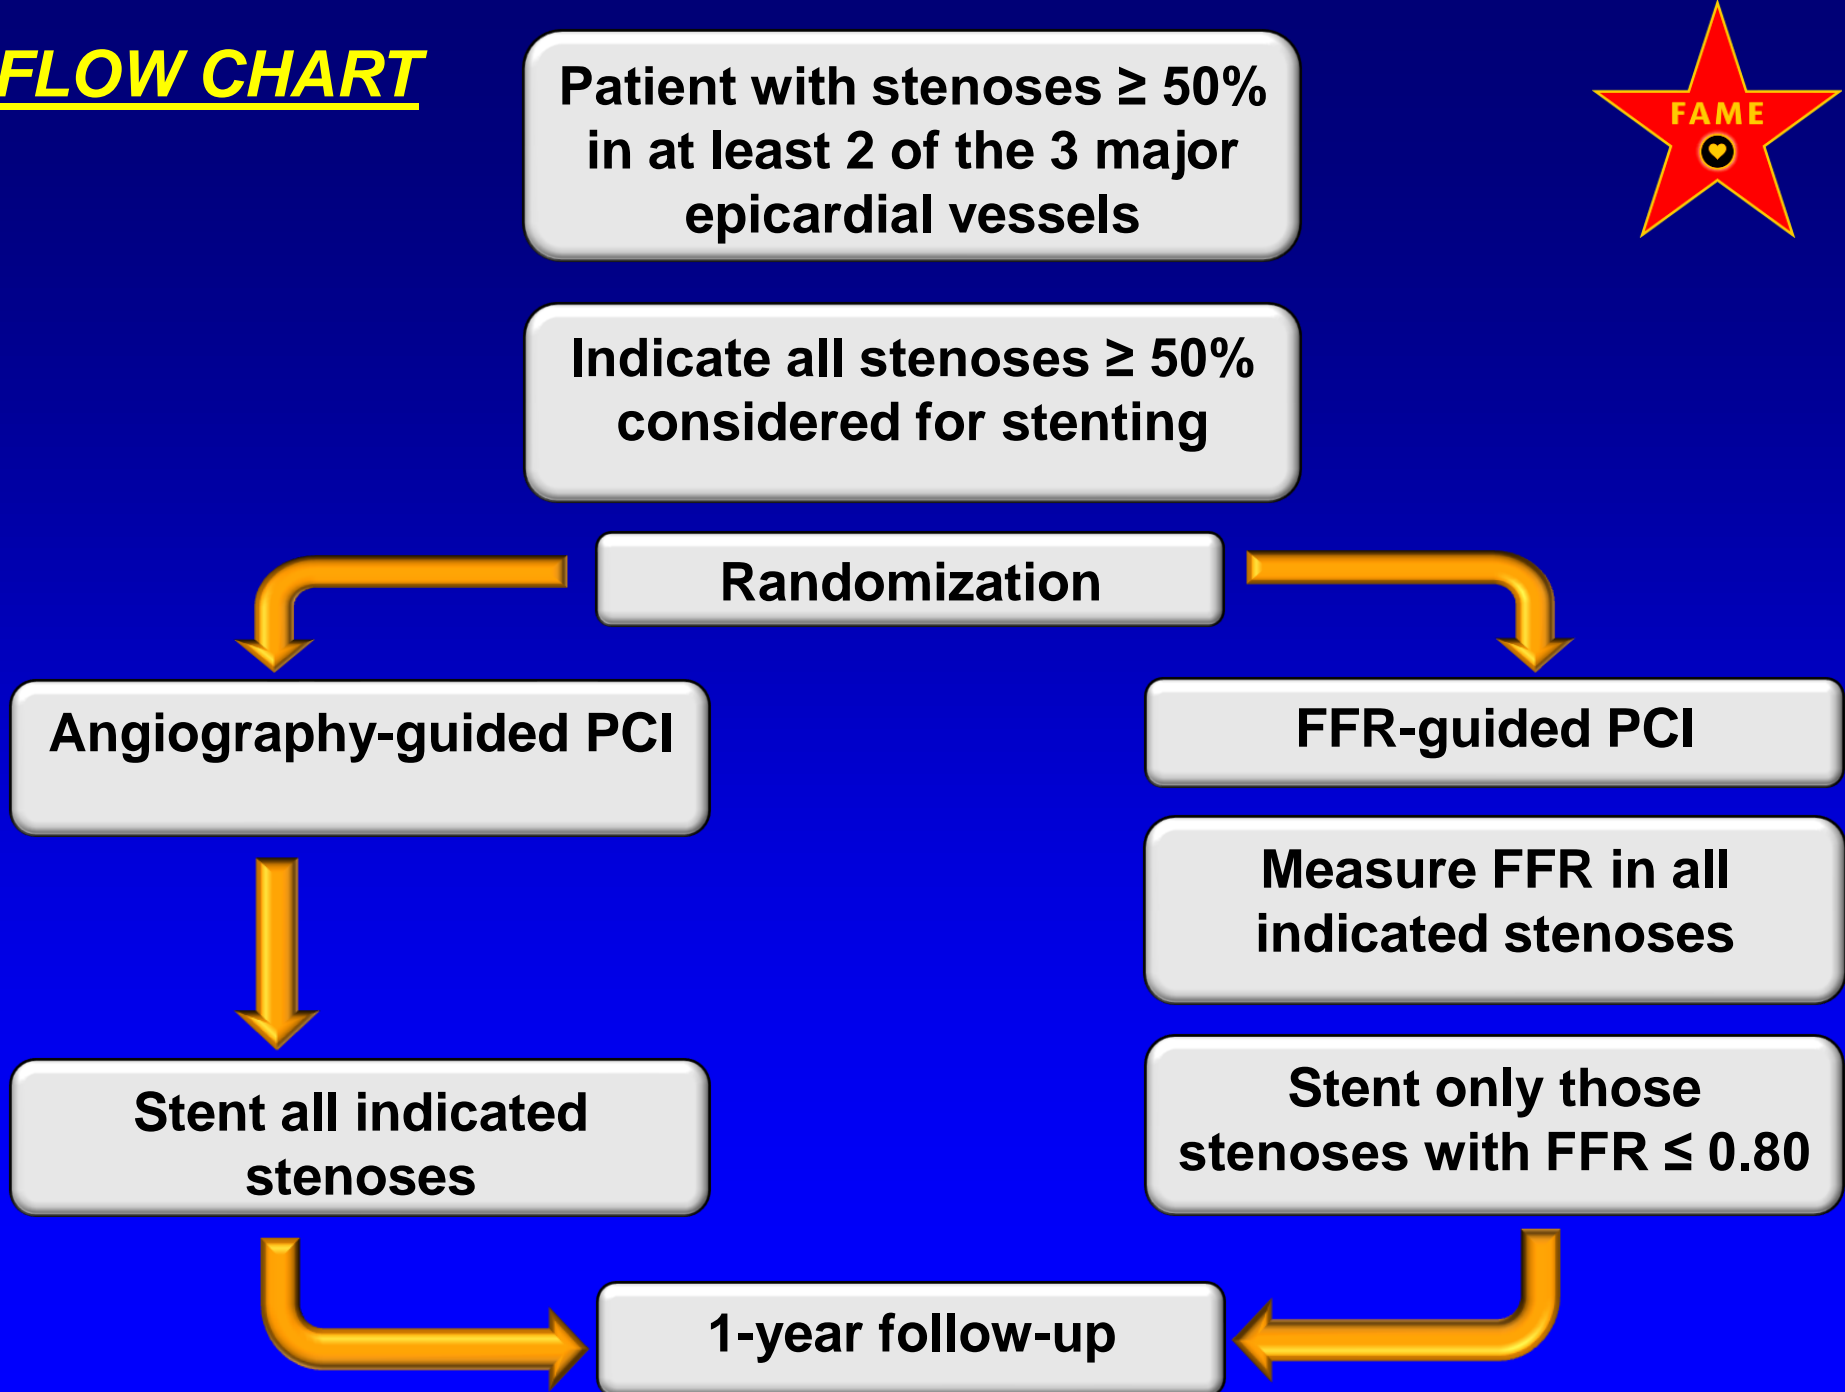 FLOW CHART
Patient with stenoses ≥ 50%
in at least 2 of the 3 major
epicardial vessels
FAME
Indicate all stenoses ≥ 50%
considered for stenting
Randomization
Angiography-guided PCI
FFR-guided PCI
Measure FFR in all
indicated stenoses
Stent all indicated
stenoses
Stent only those
stenoses with FFR ≤ 0.80
1-year follow-up